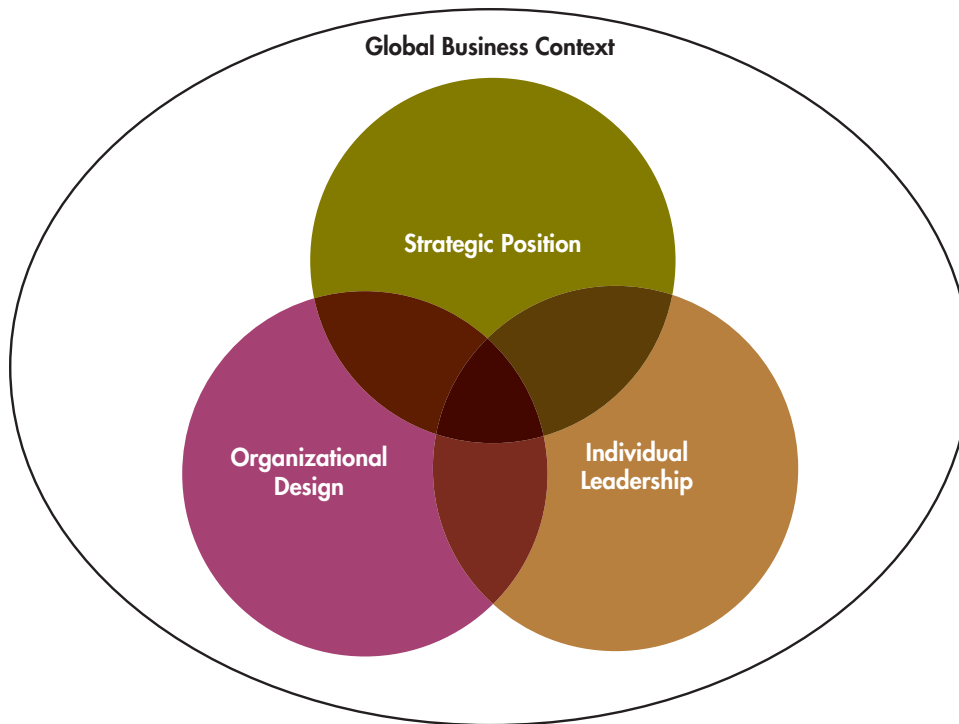 Global Business Context
Strategic Position
Organizational
Design
Individual
Leadership